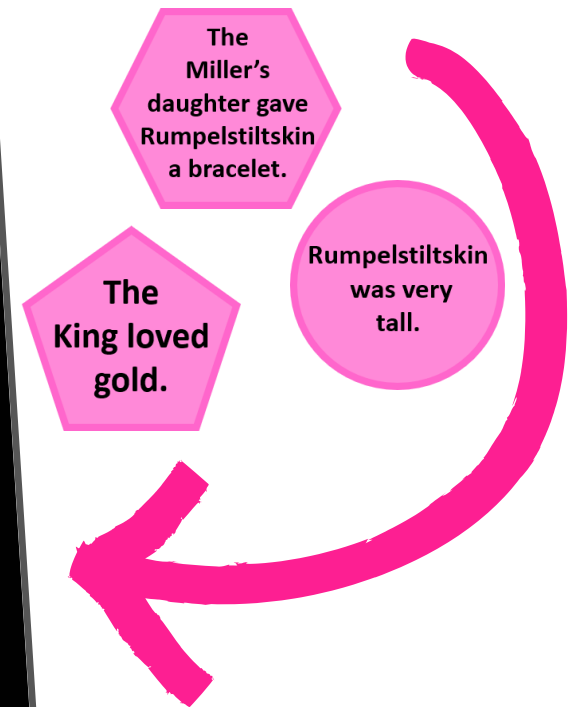 The
Miller’s
daughter gave
Rumpelstiltskin
a bracelet.
Rumpelstiltskin
was very
tall.
The
King loved
gold.